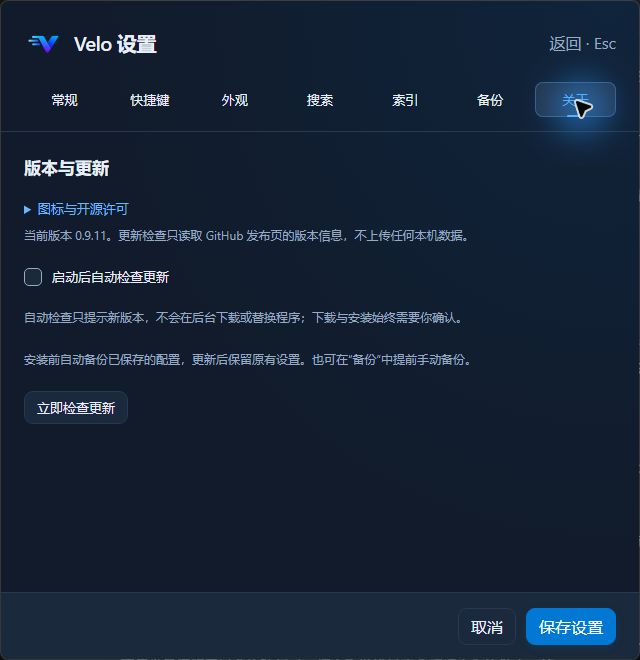 Velo 设置
返回 · Esc
常规 快捷键 外观 搜索 索引 备份 关于
版本与更新
▶ 图标与开源许可
当前版本 0.9.11。更新检查只读取 GitHub 发布页的版本信息，不上传任何本机数据。
启动后自动检查更新
自动检查只提示新版本，不会在后台下载或替换程序；下载与安装始终需要你确认。
安装前自动备份已保存的配置，更新后保留原有设置。也可在“备份”中提前手动备份。
立即检查更新
取消 保存设置